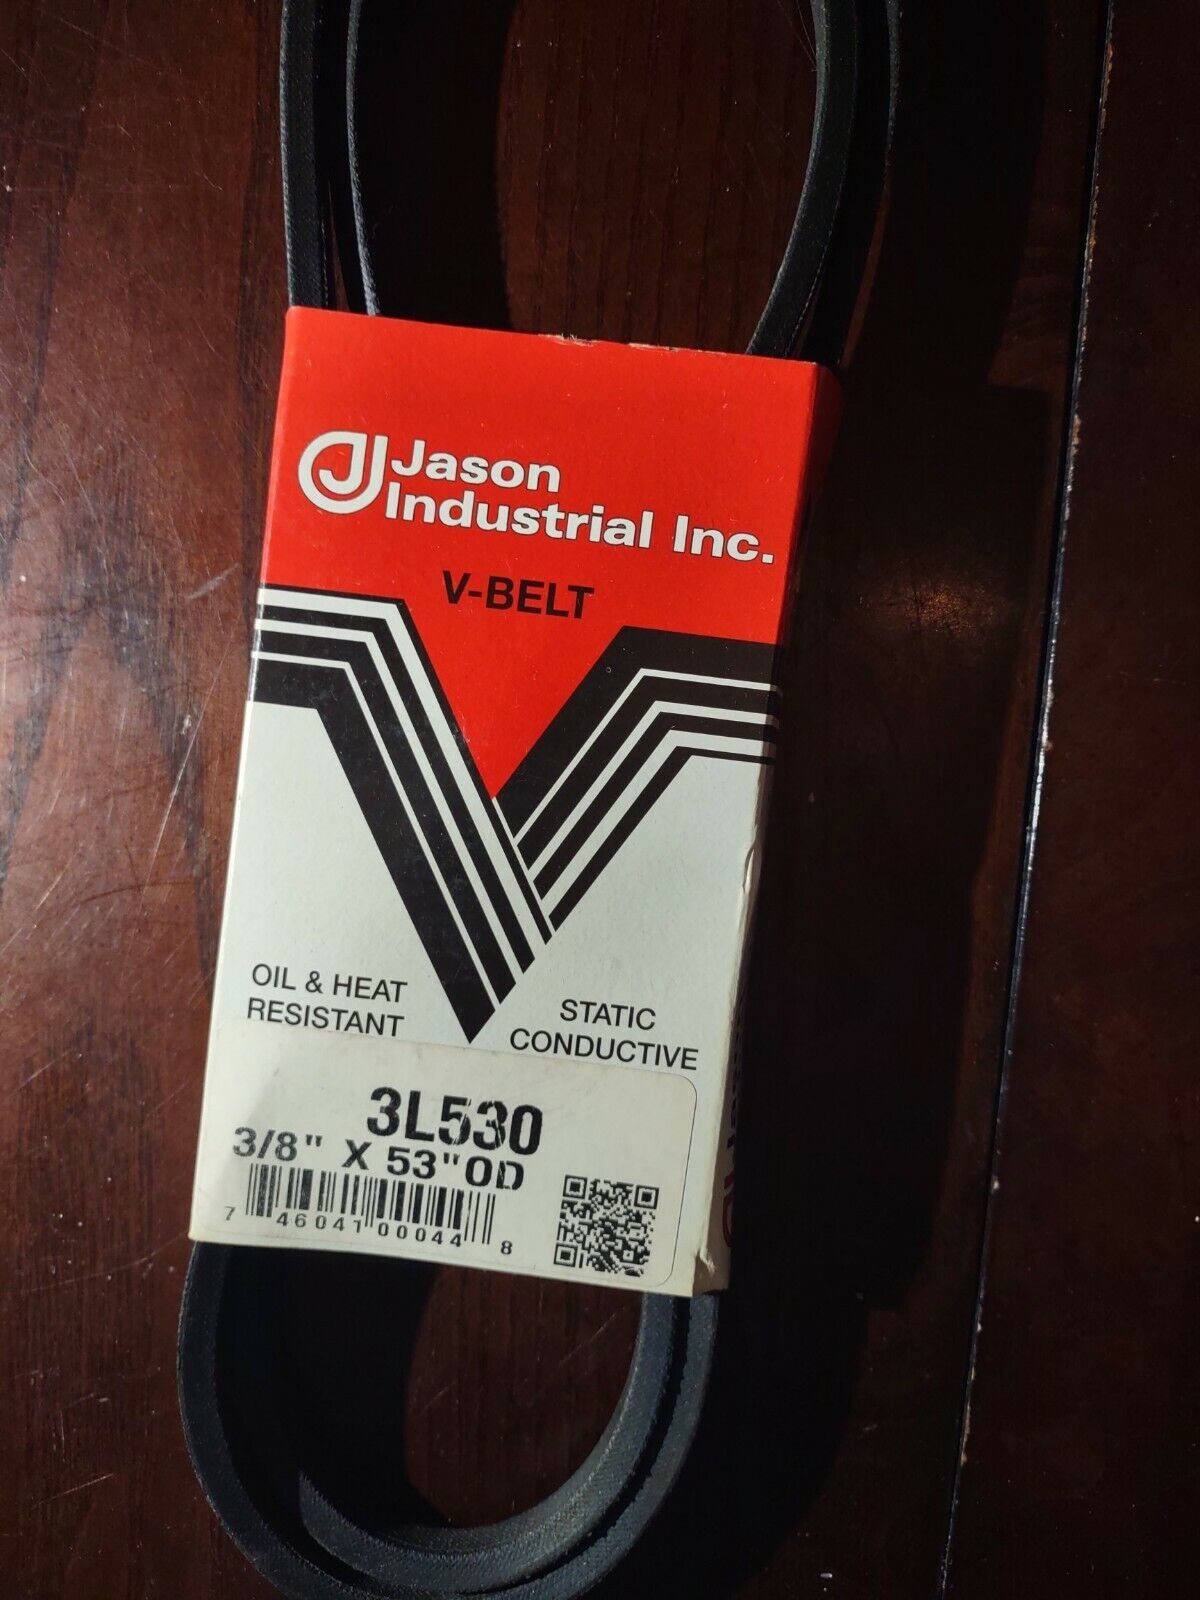 Jason
Industrial Inc.
V-BELT
OIL & HEAT
RESISTANT
STATIC
CONDUCTIVE
3L530
3/8" X 53"OD
7 46041 00044 8